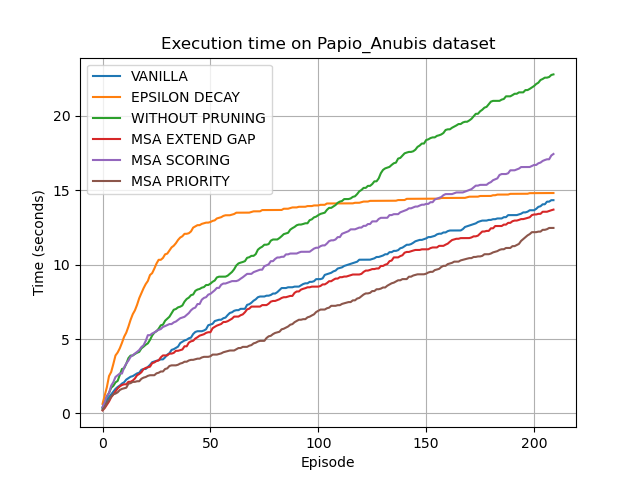 Execution time on Papio_Anubis dataset
VANILLA
EPSILON DECAY
WITHOUT PRUNING
MSA EXTEND GAP
MSA SCORING
MSA PRIORITY
Time (seconds)
20
15
10
5
0
0 50 100 150 200
Episode